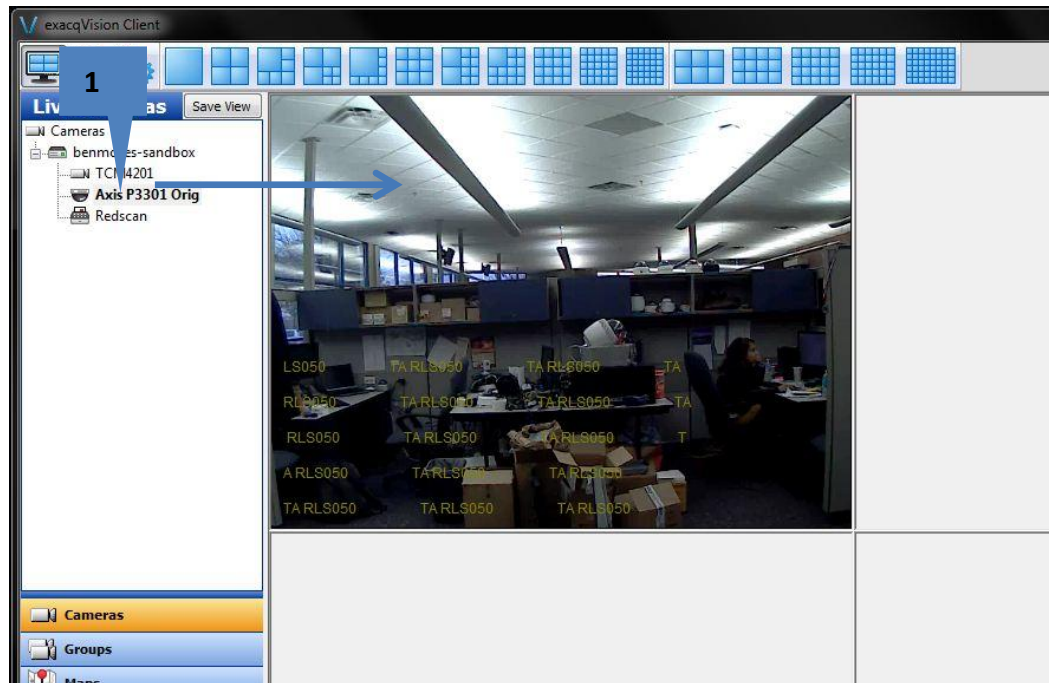 exacqVision Client
1
Save View
Cameras
TCM4201
Axis P3301 Orig
Redscan
LS050 TA RLS050 TA RLS050 TA
RLS050 TA RLS050 TA RLS050 TA
RLS050 TA RLS050 TA RLS050 T
A RLS050 TA RLS050 TA RLS050
TA RLS050 TA RLS050 TA RLS050
Cameras
Groups
Maps